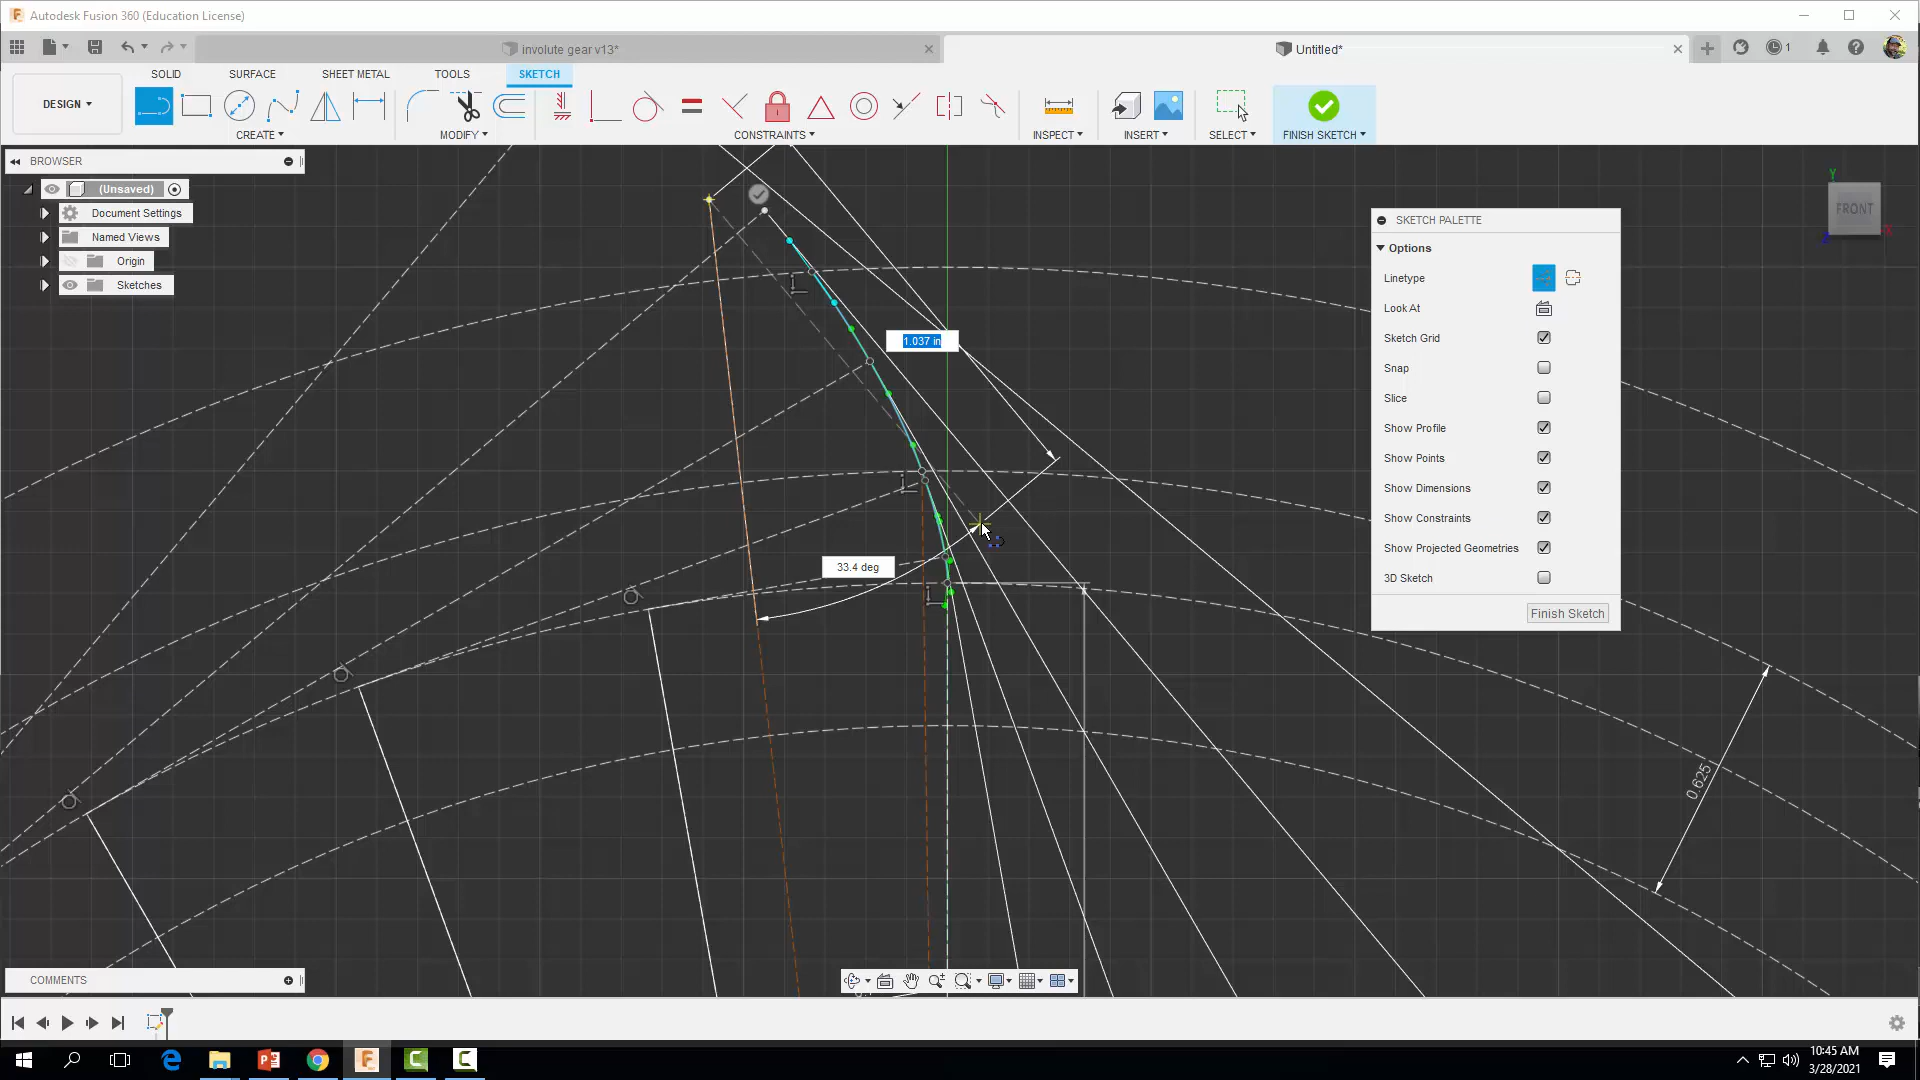 Autodesk Fusion 360 (Education License)
involute gear v13*
Untitled*
1
SOLID
SURFACE
SHEET METAL
TOOLS
SKETCH
DESIGN
CREATE
MODIFY
CONSTRAINTS
INSPECT
INSERT
SELECT
FINISH SKETCH
BROWSER
(Unsaved)
Document Settings
Named Views
Origin
Sketches
Y
FRONT
X
Z
SKETCH PALETTE
Options
Linetype
Look At
Sketch Grid
Snap
Slice
Show Profile
Show Points
Show Dimensions
Show Constraints
Show Projected Geometries
3D Sketch
Finish Sketch
1.037 in
33.4 deg
0.625
COMMENTS
10:45 AM
3/28/2021